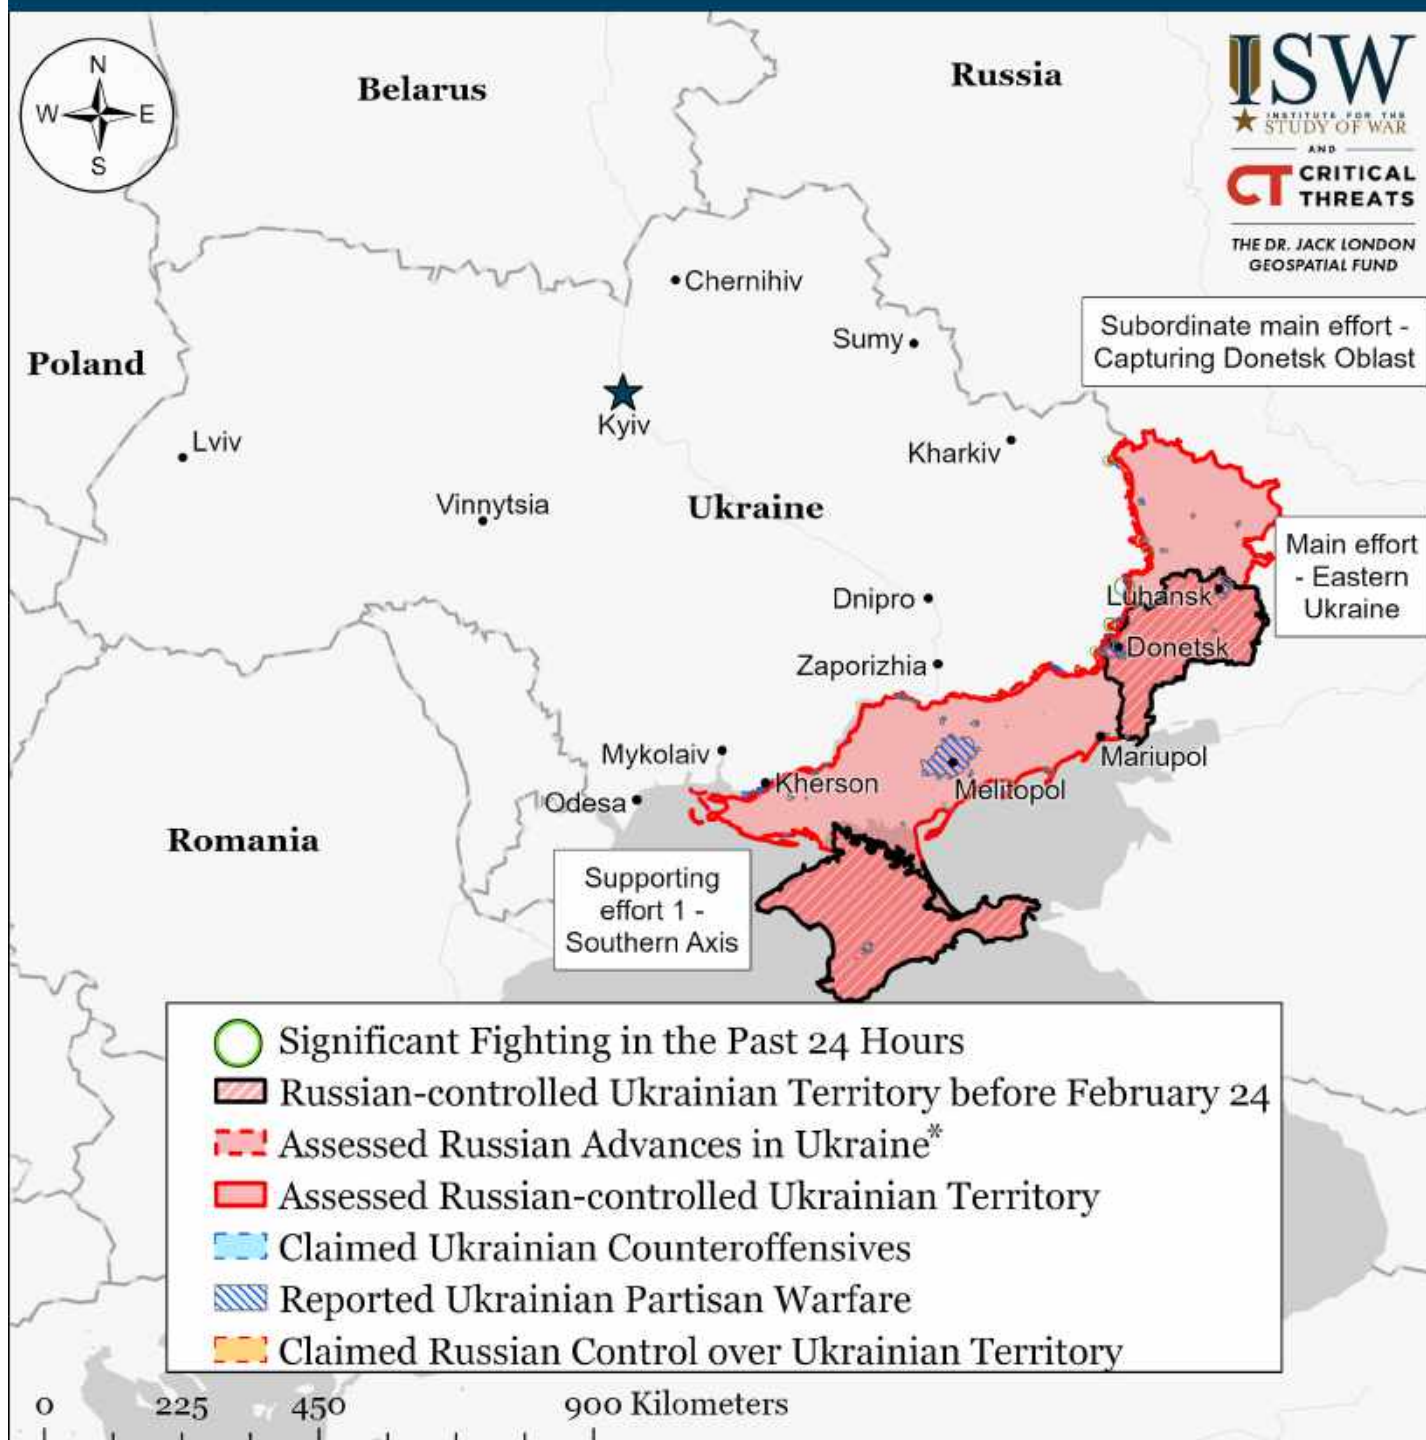 N
W
E
S
Belarus
Russia
ISW
INSTITUTE FOR THE
STUDY OF WAR
AND
CT CRITICAL
THREATS
THE DR. JACK LONDON
GEOSPATIAL FUND
Chernihiv
Sumy
Subordinate main effort -
Capturing Donetsk Oblast
Poland
Kyiv
Lviv
Kharkiv
Vinnytsia
Ukraine
Main effort
- Eastern
Ukraine
Dnipro
Luhansk
Donetsk
Zaporizhia
Mykolaiv
Mariupol
Kherson
Melitopol
Odesa
Romania
Supporting
effort 1 -
Southern Axis
Significant Fighting in the Past 24 Hours
Russian-controlled Ukrainian Territory before February 24
Assessed Russian Advances in Ukraine*
Assessed Russian-controlled Ukrainian Territory
Claimed Ukrainian Counteroffensives
Reported Ukrainian Partisan Warfare
Claimed Russian Control over Ukrainian Territory
0 225 450 900 Kilometers